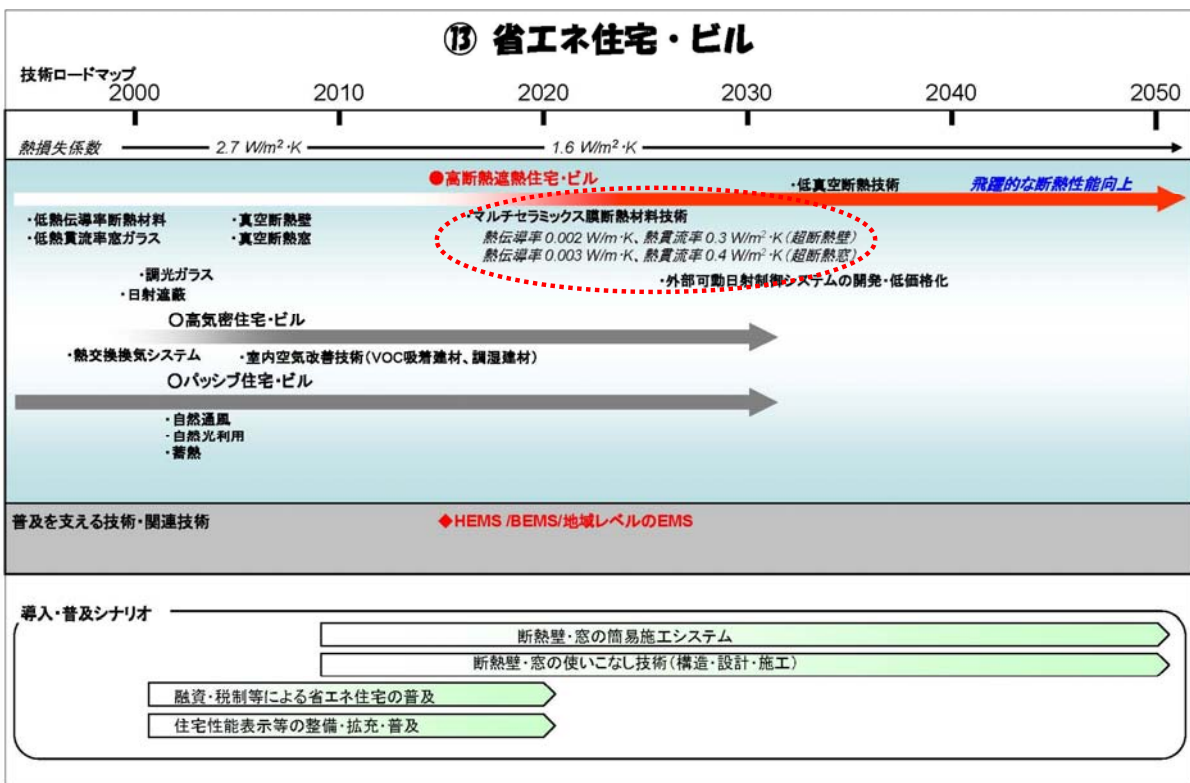 ⑬ 省エネ住宅・ビル
技術ロードマップ
2000 2010 2020 2030 2040 2050
熱損失係数 2.7 W/m²・K 1.6 W/m²・K
●高断熱遮熱住宅・ビル
・低真空断熱技術
飛躍的な断熱性能向上
・低熱伝導率断熱材料
・低熱貫流率窓ガラス
・真空断熱壁
・真空断熱窓
・マルチセラミックス膜断熱材料技術
熱伝導率 0.002 W/m・K、熱貫流率 0.3 W/m²・K(超断熱壁)
熱伝導率 0.003 W/m・K、熱貫流率 0.4 W/m²・K(超断熱窓)
・調光ガラス
・日射遮蔽
・外部可動日射制御システムの開発・低価格化
○高気密住宅・ビル
・熱交換換気システム
・室内空気改善技術(VOC吸着建材、調湿建材)
○パッシブ住宅・ビル
・自然通風
・自然光利用
・蓄熱
普及を支える技術・関連技術
◆HEMS /BEMS/地域レベルのEMS
導入・普及シナリオ
断熱壁・窓の簡易施工システム
断熱壁・窓の使いこなし技術(構造・設計・施工)
融資・税制等による省エネ住宅の普及
住宅性能表示等の整備・拡充・普及